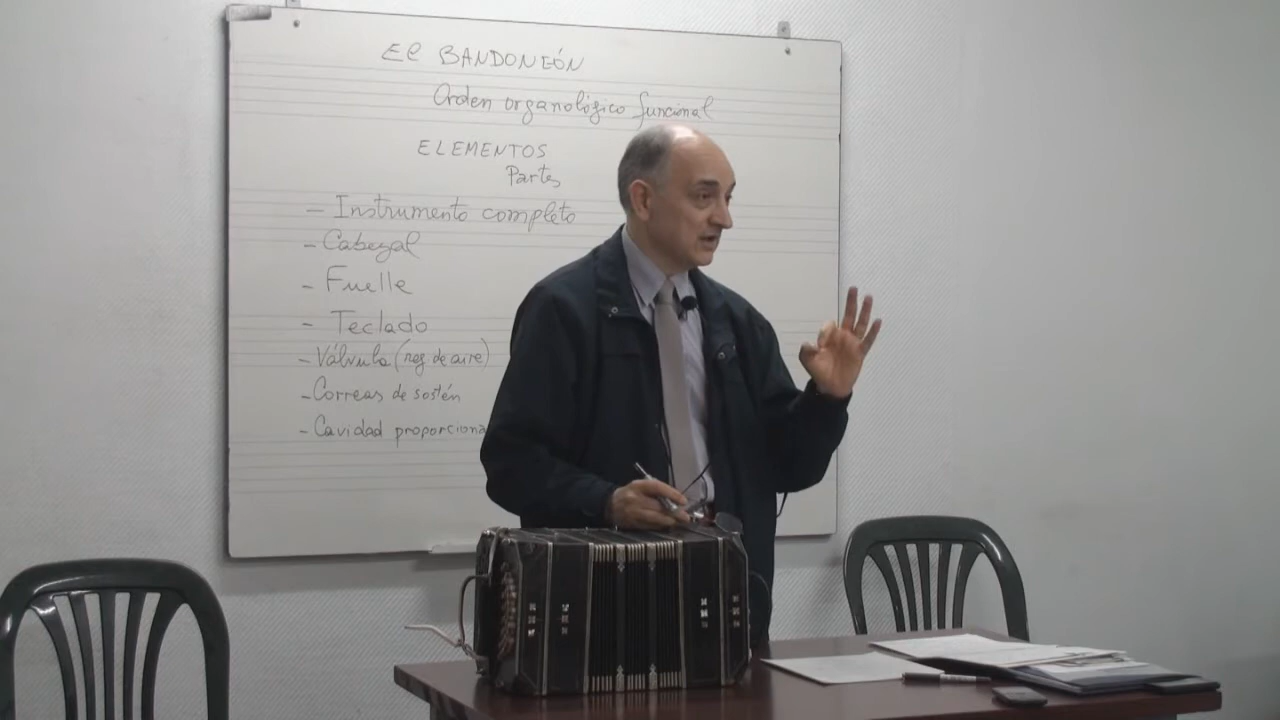 El BANDONEÓN
Orden organológico funcional
ELEMENTOS
Partes
- Instrumento completo
- Cabezal
- Fuelle
- Teclado
- Válvula (reg de aire)
- Correas de sostén
- Cavidad proporciona